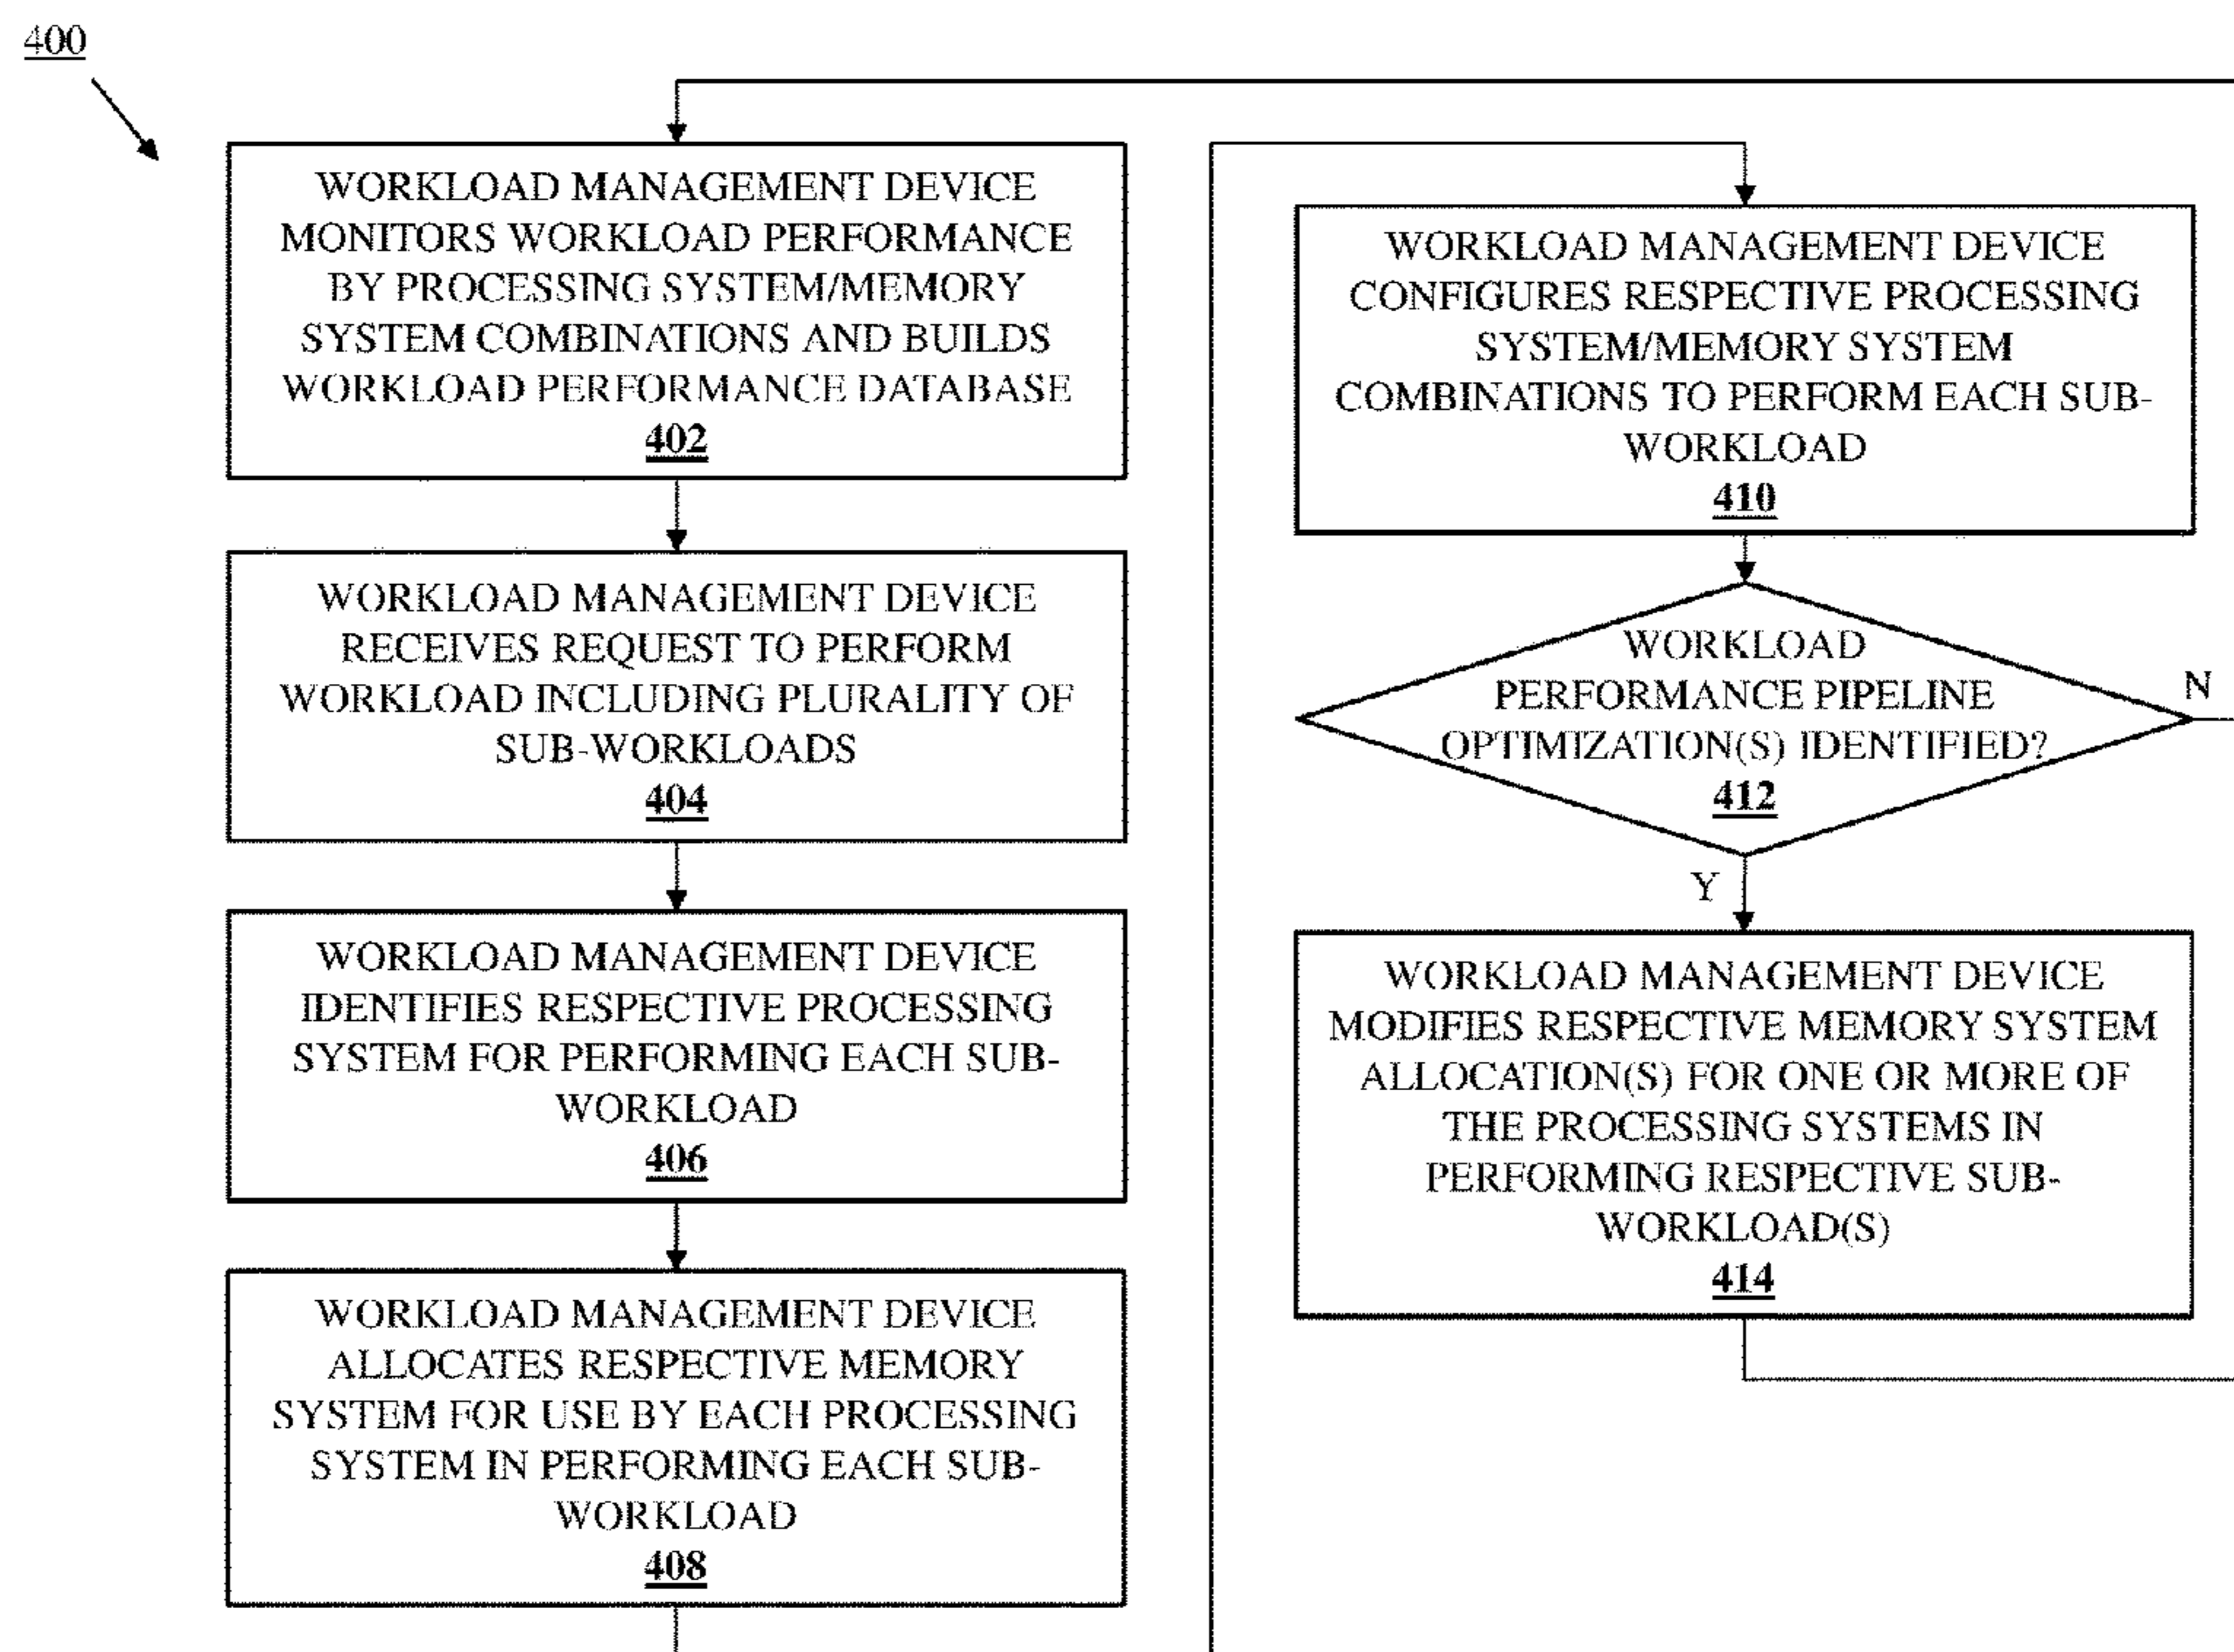 400
WORKLOAD MANAGEMENT DEVICE
MONITORS WORKLOAD PERFORMANCE
BY PROCESSING SYSTEM/MEMORY
SYSTEM COMBINATIONS AND BUILDS
WORKLOAD PERFORMANCE DATABASE
402
WORKLOAD MANAGEMENT DEVICE
RECEIVES REQUEST TO PERFORM
WORKLOAD INCLUDING PLURALITY OF
SUB-WORKLOADS
404
WORKLOAD MANAGEMENT DEVICE
IDENTIFIES RESPECTIVE PROCESSING
SYSTEM FOR PERFORMING EACH SUB-
WORKLOAD
406
WORKLOAD MANAGEMENT DEVICE
ALLOCATES RESPECTIVE MEMORY
SYSTEM FOR USE BY EACH PROCESSING
SYSTEM IN PERFORMING EACH SUB-
WORKLOAD
408
WORKLOAD MANAGEMENT DEVICE
CONFIGURES RESPECTIVE PROCESSING
SYSTEM/MEMORY SYSTEM
COMBINATIONS TO PERFORM EACH SUB-
WORKLOAD
410
WORKLOAD
PERFORMANCE PIPELINE
OPTIMIZATION(S) IDENTIFIED?
412
N
Y
WORKLOAD MANAGEMENT DEVICE
MODIFIES RESPECTIVE MEMORY SYSTEM
ALLOCATION(S) FOR ONE OR MORE OF
THE PROCESSING SYSTEMS IN
PERFORMING RESPECTIVE SUB-
WORKLOAD(S)
414